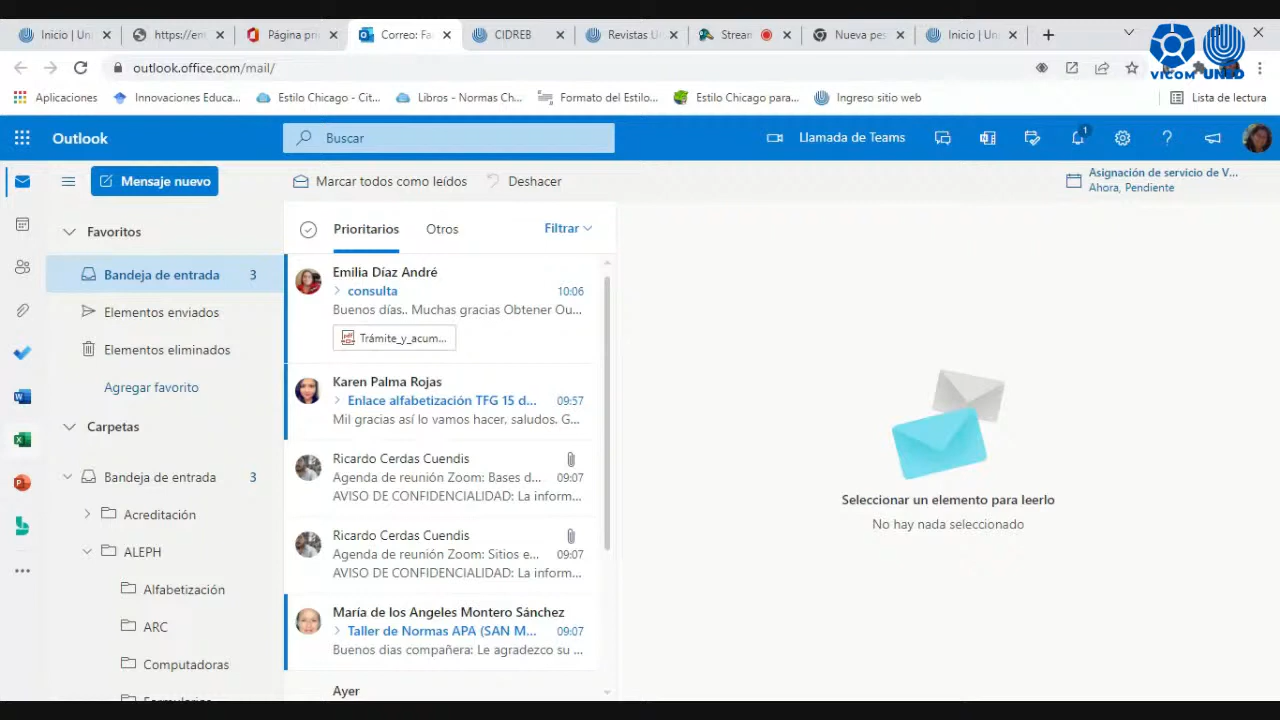 Inicio | Uni
https://en
Página pri
Correo: Fa
CIDREB
Revistas U
Stream
Nueva pes
Inicio | Uni
VICOM UNED
outlook.office.com/mail/
Aplicaciones
Innovaciones Educa...
Estilo Chicago - Cit...
Libros - Normas Ch...
Formato del Estilo...
Estilo Chicago para...
Ingreso sitio web
Lista de lectura
Outlook
Buscar
Llamada de Teams
1
Mensaje nuevo
Marcar todos como leídos
Deshacer
Asignación de servicio de V...
Ahora, Pendiente
Favoritos
Bandeja de entrada 3
Elementos enviados
Elementos eliminados
Agregar favorito
Carpetas
Bandeja de entrada 3
Acreditación
ALEPH
Alfabetización
ARC
Computadoras
Formularios
Prioritarios
Otros
Filtrar
Emilia Díaz André
consulta 10:06
Buenos días.. Muchas gracias Obtener Ou...
Trámite_y_acum...
Karen Palma Rojas
Enlace alfabetización TFG 15 d... 09:57
Mil gracias así lo vamos hacer, saludos. G...
Ricardo Cerdas Cuendis
Agenda de reunión Zoom: Bases d... 09:07
AVISO DE CONFIDENCIALIDAD: La inform...
Ricardo Cerdas Cuendis
Agenda de reunión Zoom: Sitios e... 09:07
AVISO DE CONFIDENCIALIDAD: La inform...
María de los Angeles Montero Sánchez
Taller de Normas APA (SAN M... 09:07
Buenos dias compañera: Le agradezco su ...
Ayer
Seleccionar un elemento para leerlo
No hay nada seleccionado